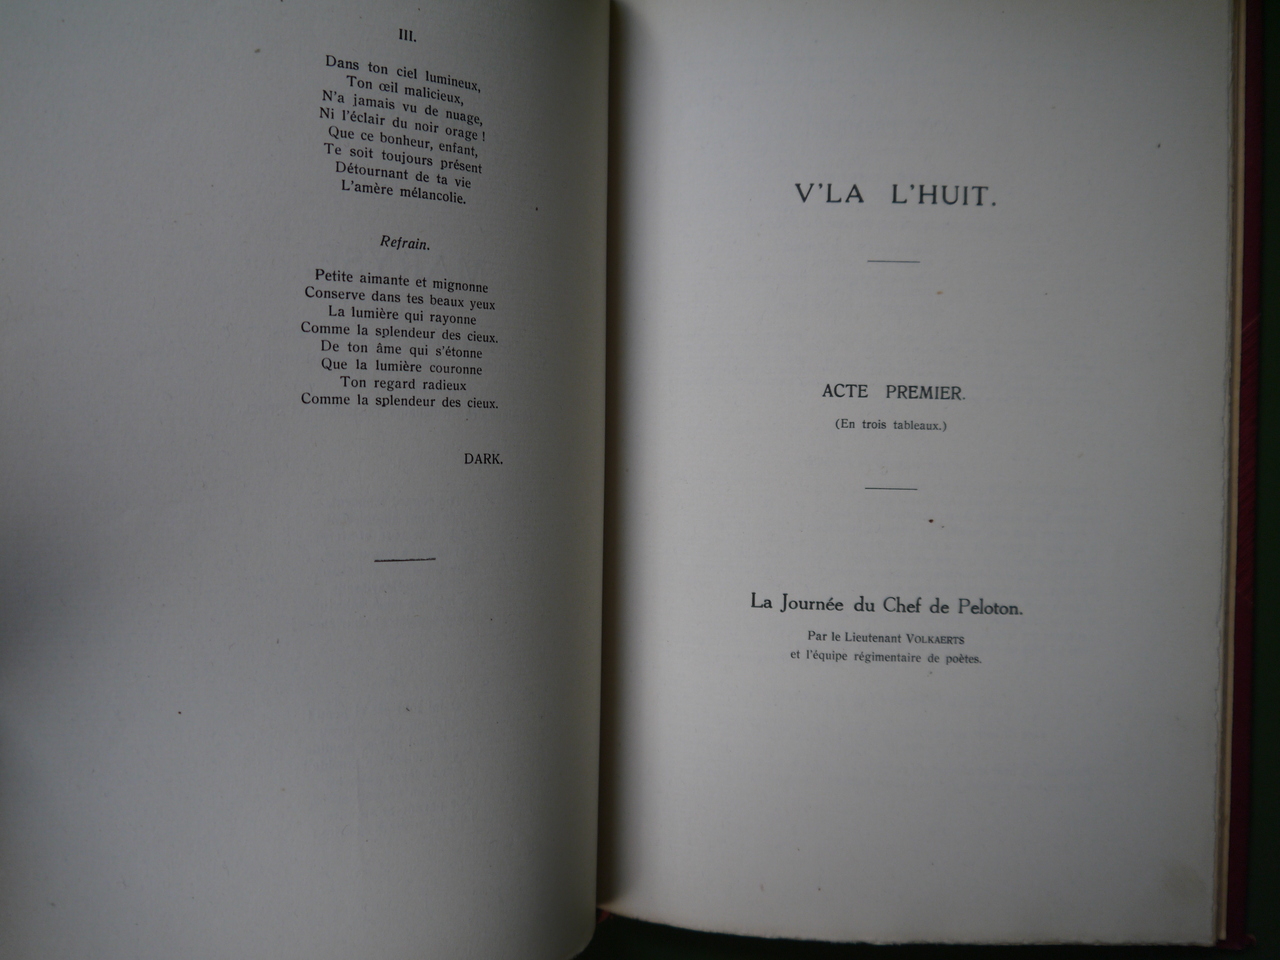 III.
Dans ton ciel lumineux,
Ton œil malicieux,
N'a jamais vu de nuage,
Ni l'éclair du noir orage !
Que ce bonheur, enfant,
Te soit toujours présent
Détournant de ta vie
L'amère mélancolie.
Refrain.
Petite aimante et mignonne
Conserve dans tes beaux yeux
La lumière qui rayonne
Comme la splendeur des cieux.
De ton âme qui s'étonne
Que la lumière couronne
Ton regard radieux
Comme la splendeur des cieux.
DARK.
V'LA L'HUIT.
ACTE PREMIER.
(En trois tableaux.)
La Journée du Chef de Peloton.
Par le Lieutenant VOLKAERTS
et l'équipe régimentaire de poètes.